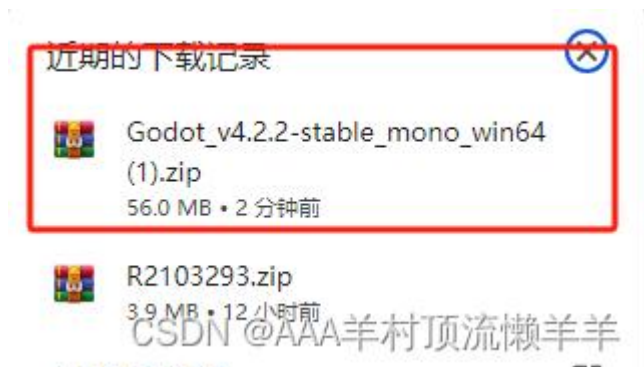 近期的下载记录
Godot_v4.2.2-stable_mono_win64
(1).zip
56.0 MB • 2 分钟前
R2103293.zip
3.9 MB • 12 小时前
CSDN @AAA羊村顶流懒羊羊